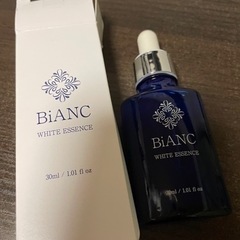 BiANC
WHITE ESSENCE
30ml / 1.01 fl oz
BiANC
WHITE ESSENCE
30ml / 1.01 fl oz